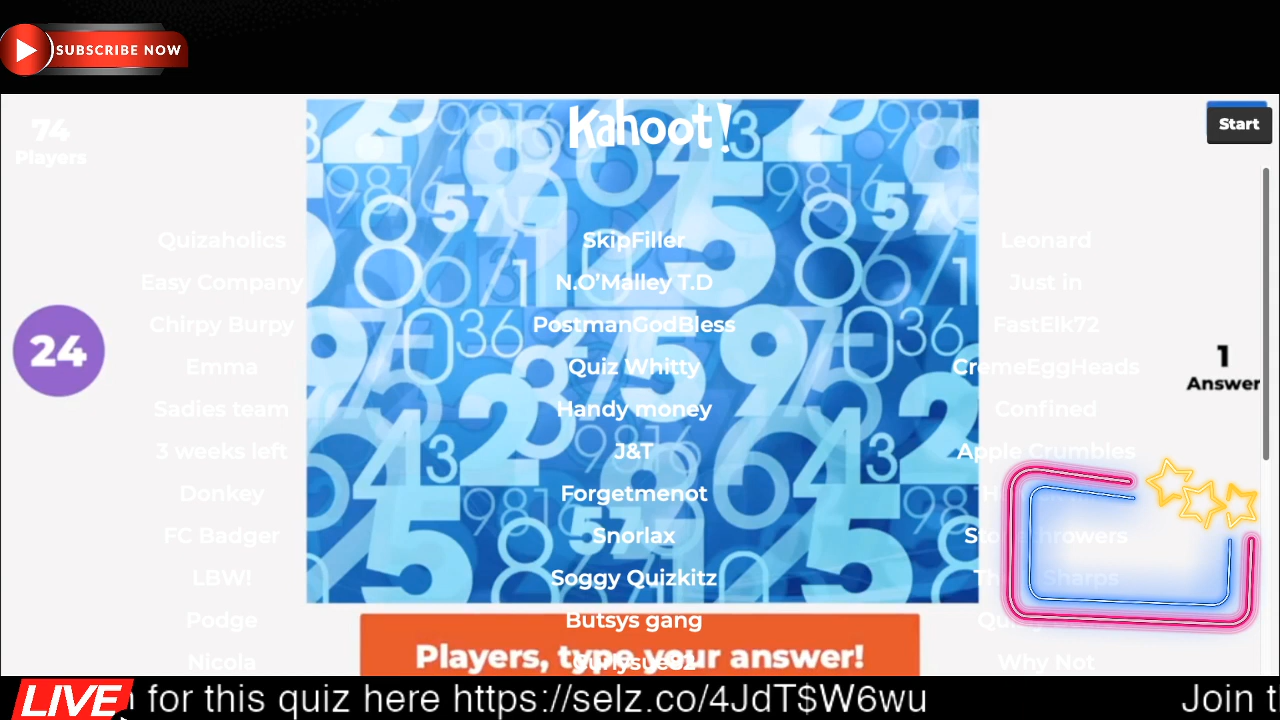 SUBSCRIBE NOW
Kahoot!
74
Players
Start
Quizaholics SkipFiller Leonard
Easy Company N.O'Malley T.D Just in
Chirpy Burpy PostmanGodBless FastElk72
24
1
Answer
Emma Quiz Whitty CremeEggHeads
Sadies team Handy money Confined
3 weeks left J&T Apple Crumbles
Donkey Forgetmenot
FC Badger Snorlax
LBW! Soggy Quizkitz Sharps
Podge Butsys gang
Players, type your answer!
Nicola Why Not
LIVE for this quiz here https://selz.co/4JdT$W6wu Join